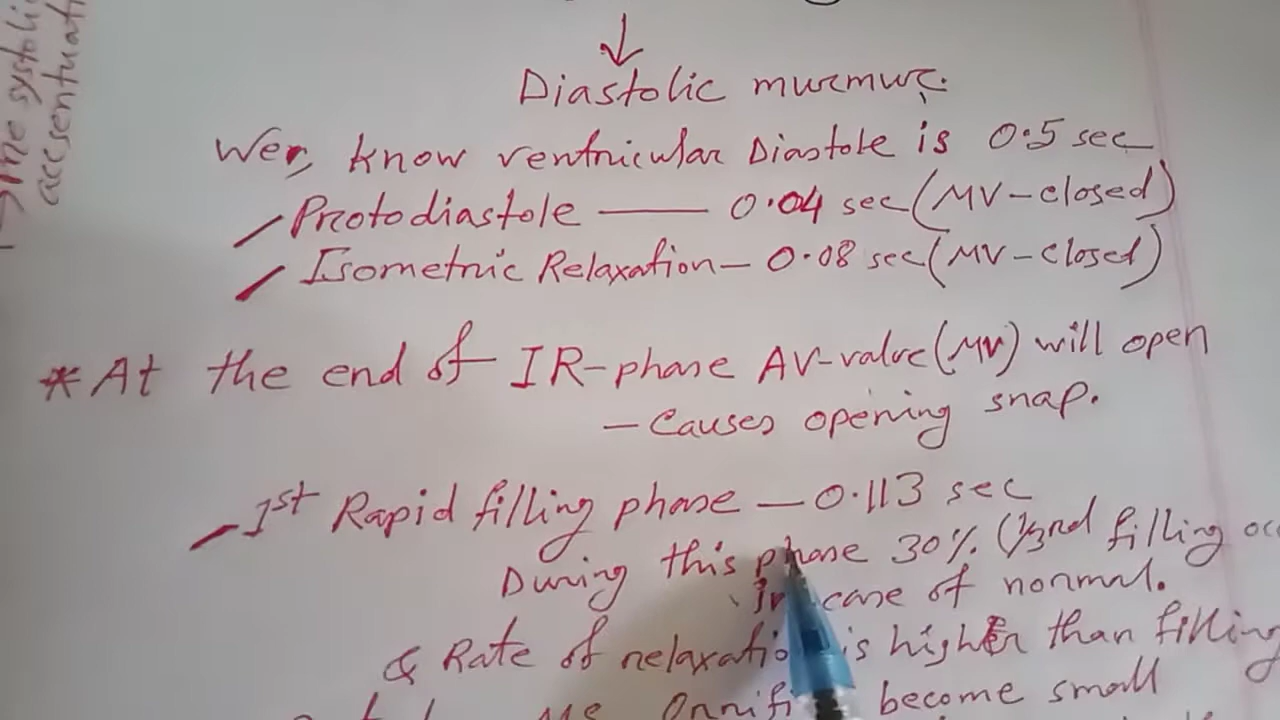 Diastolic murmur.
Wer, know ventricular Diastole is 0.5 sec
Protodiastole — 0.04 sec (MV-closed)
Isometric Relaxation – 0.08 sec (MV-closed)
* At the end of IR-phase AV-valve (MV) will open
– Causes opening snap.
1st Rapid filling phase – 0.113 sec
During this phase 30% (1/3rd filling
In case of normal.
& Rate of relaxation is higher than filling
become small
systoli
accsentuati